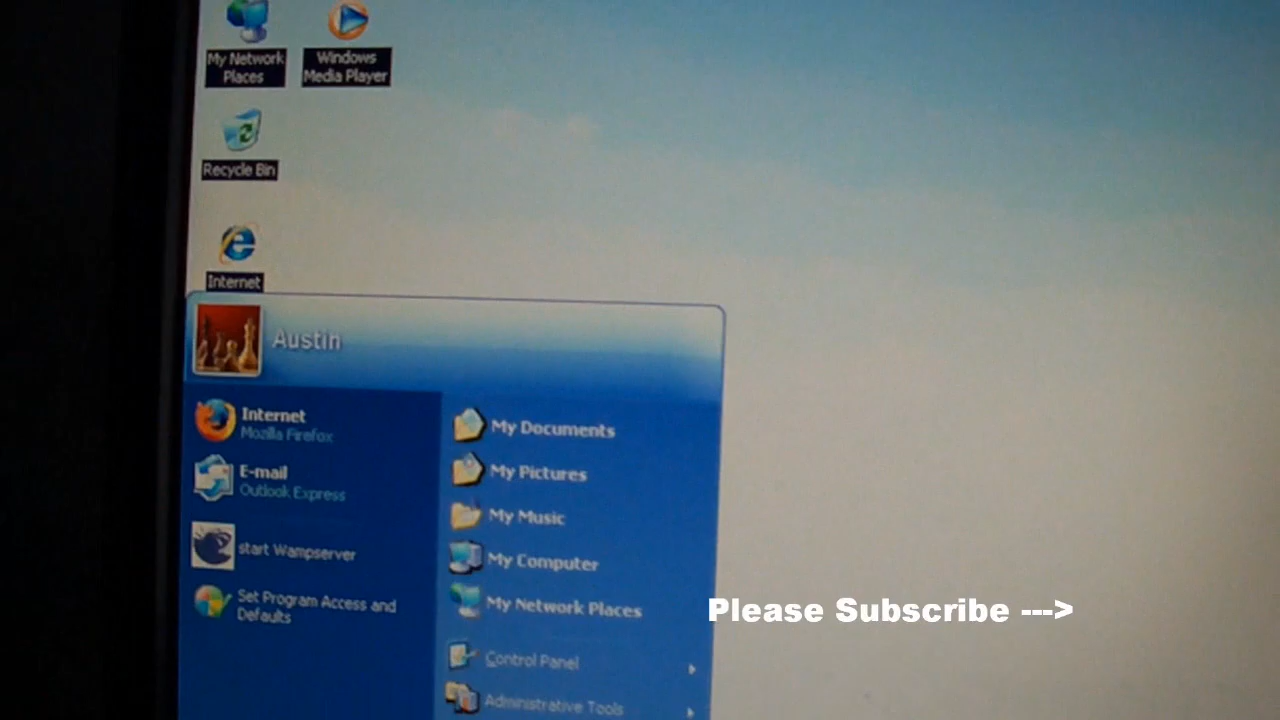 My Network
Places
Windows
Media Player
Recycle Bin
Internet
Austin
Internet
Mozilla Firefox
E-mail
Outlook Express
start Wampserver
Set Program Access and
Defaults
My Documents
My Pictures
My Music
My Computer
My Network Places
Control Panel
Administrative Tools
Please Subscribe --->